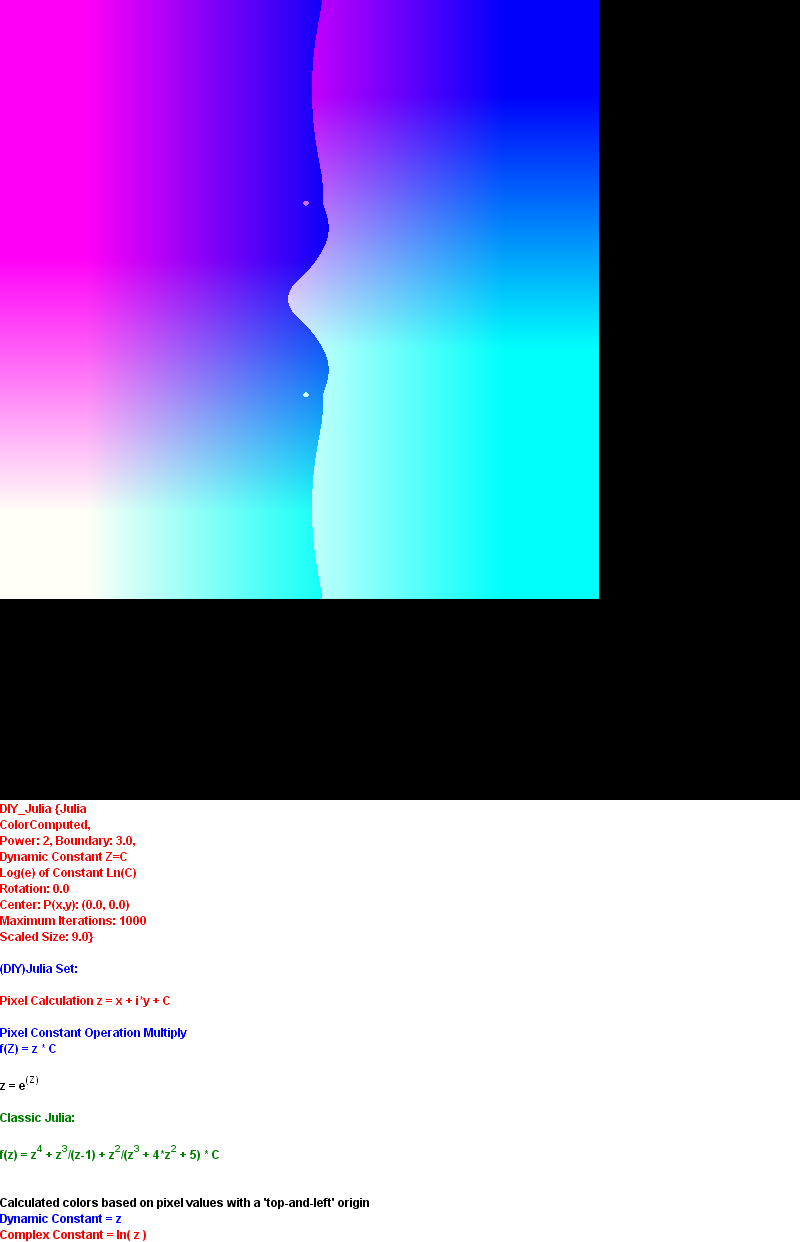 DIY_Julia {Julia
ColorComputed,
Power: 2, Boundary: 3.0,
Dynamic Constant Z=C
Log(e) of Constant Ln(C)
Rotation: 0.0
Center: P(x,y): (0.0, 0.0)
Maximum Iterations: 1000
Scaled Size: 9.0}
(DIY)Julia Set:
Pixel Calculation z = x + i*y + C
Pixel Constant Operation Multiply
f(Z) = z * C
z = e^(Z)
Classic Julia:
f(z) = z^4 + z^3/(z-1) + z^2/(z^3 + 4*z^2 + 5) * C
Calculated colors based on pixel values with a 'top-and-left' origin
Dynamic Constant = z
Complex Constant = ln( z )